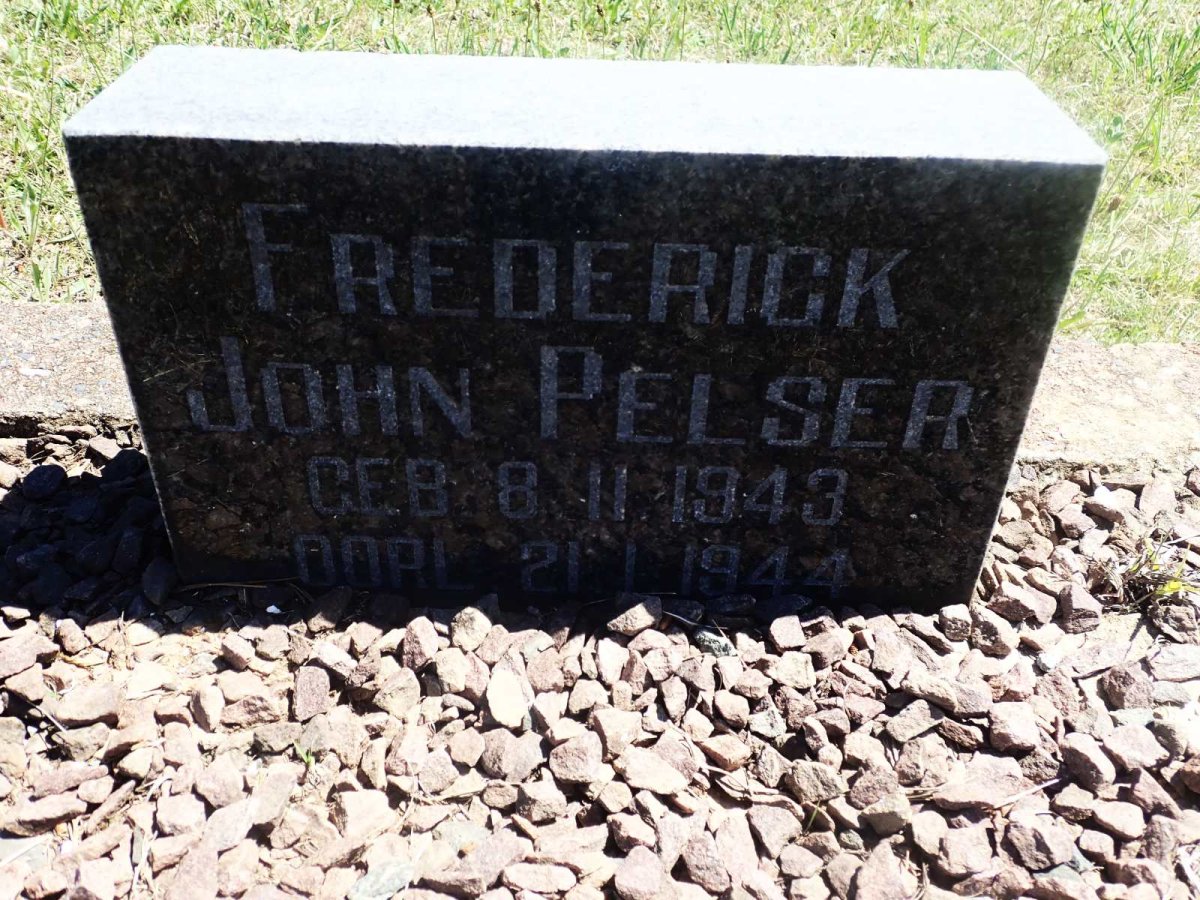 FREDERICK
JOHN PELSER
GEB 8 11 1943
OORL 21 1 1944